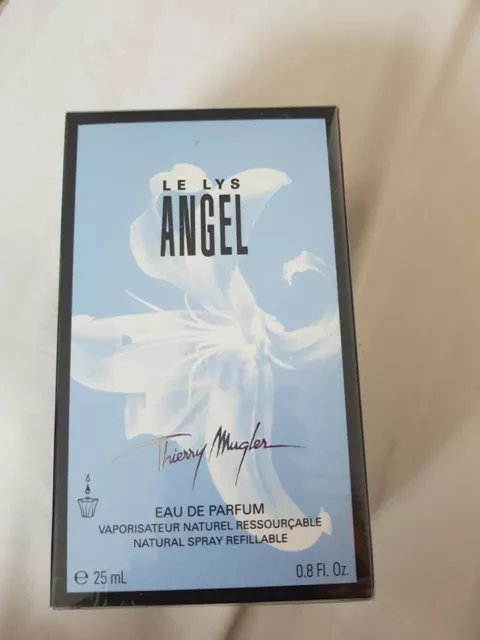 LE LYS
ANGEL
Thierry Mugler
EAU DE PARFUM
VAPORISATEUR NATUREL RESSOURÇABLE
NATURAL SPRAY REFILLABLE
℮ 25 mL 0.8 Fl. Oz.